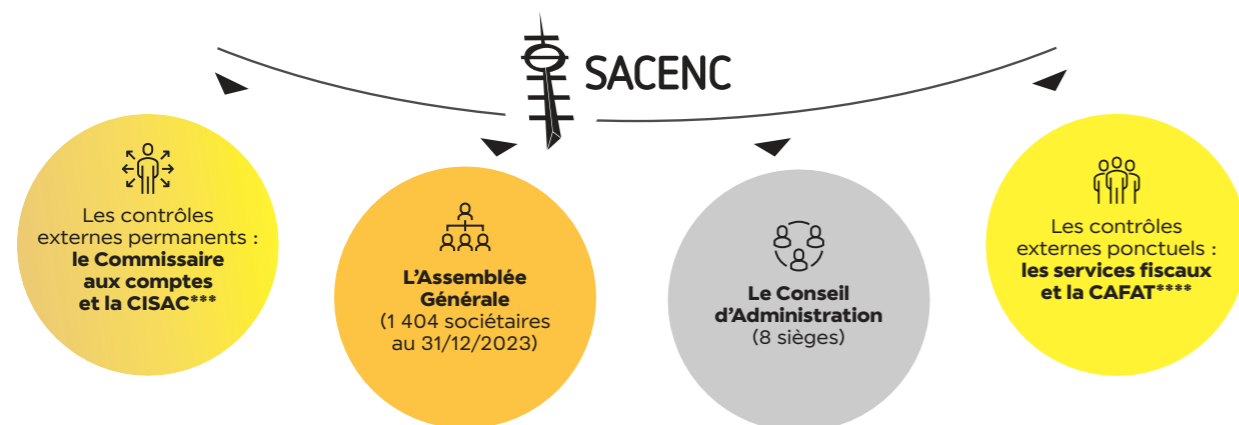 SACENC
Les contrôles
externes permanents :
le Commissaire
aux comptes
et la CISAC***
L'Assemblée
Générale
(1 404 sociétaires
au 31/12/2023)
Le Conseil
d'Administration
(8 sièges)
Les contrôles
externes ponctuels :
les services fiscaux
et la CAFAT****